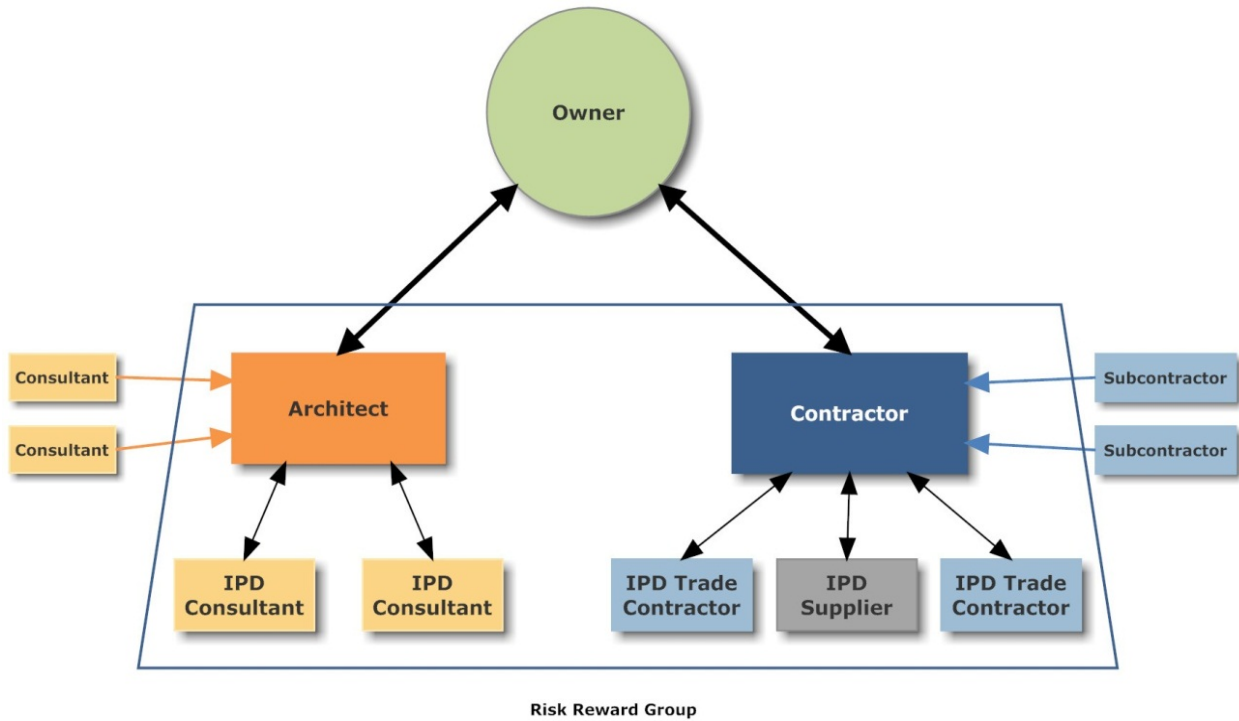 Owner
Consultant
Architect
Contractor
Subcontractor
Consultant
Subcontractor
IPD
Consultant
IPD
Consultant
IPD Trade
Contractor
IPD
Supplier
IPD Trade
Contractor
Risk Reward Group